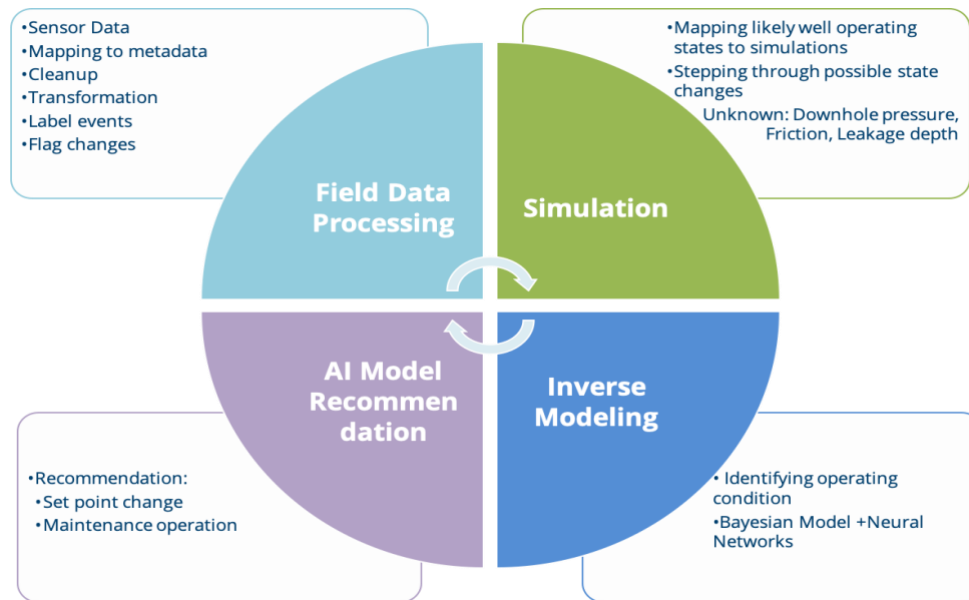 •Sensor Data
•Mapping to metadata
•Cleanup
•Transformation
•Label events
•Flag changes
•Mapping likely well operating
states to simulations
•Stepping through possible state
changes
Unknown: Downhole pressure,
Friction, Leakage depth
Field Data
Processing
Simulation
AI Model
Recommen
dation
Inverse
Modeling
•Recommendation:
•Set point change
•Maintenance operation
• Identifying operating
condition
•Bayesian Model +Neural
Networks